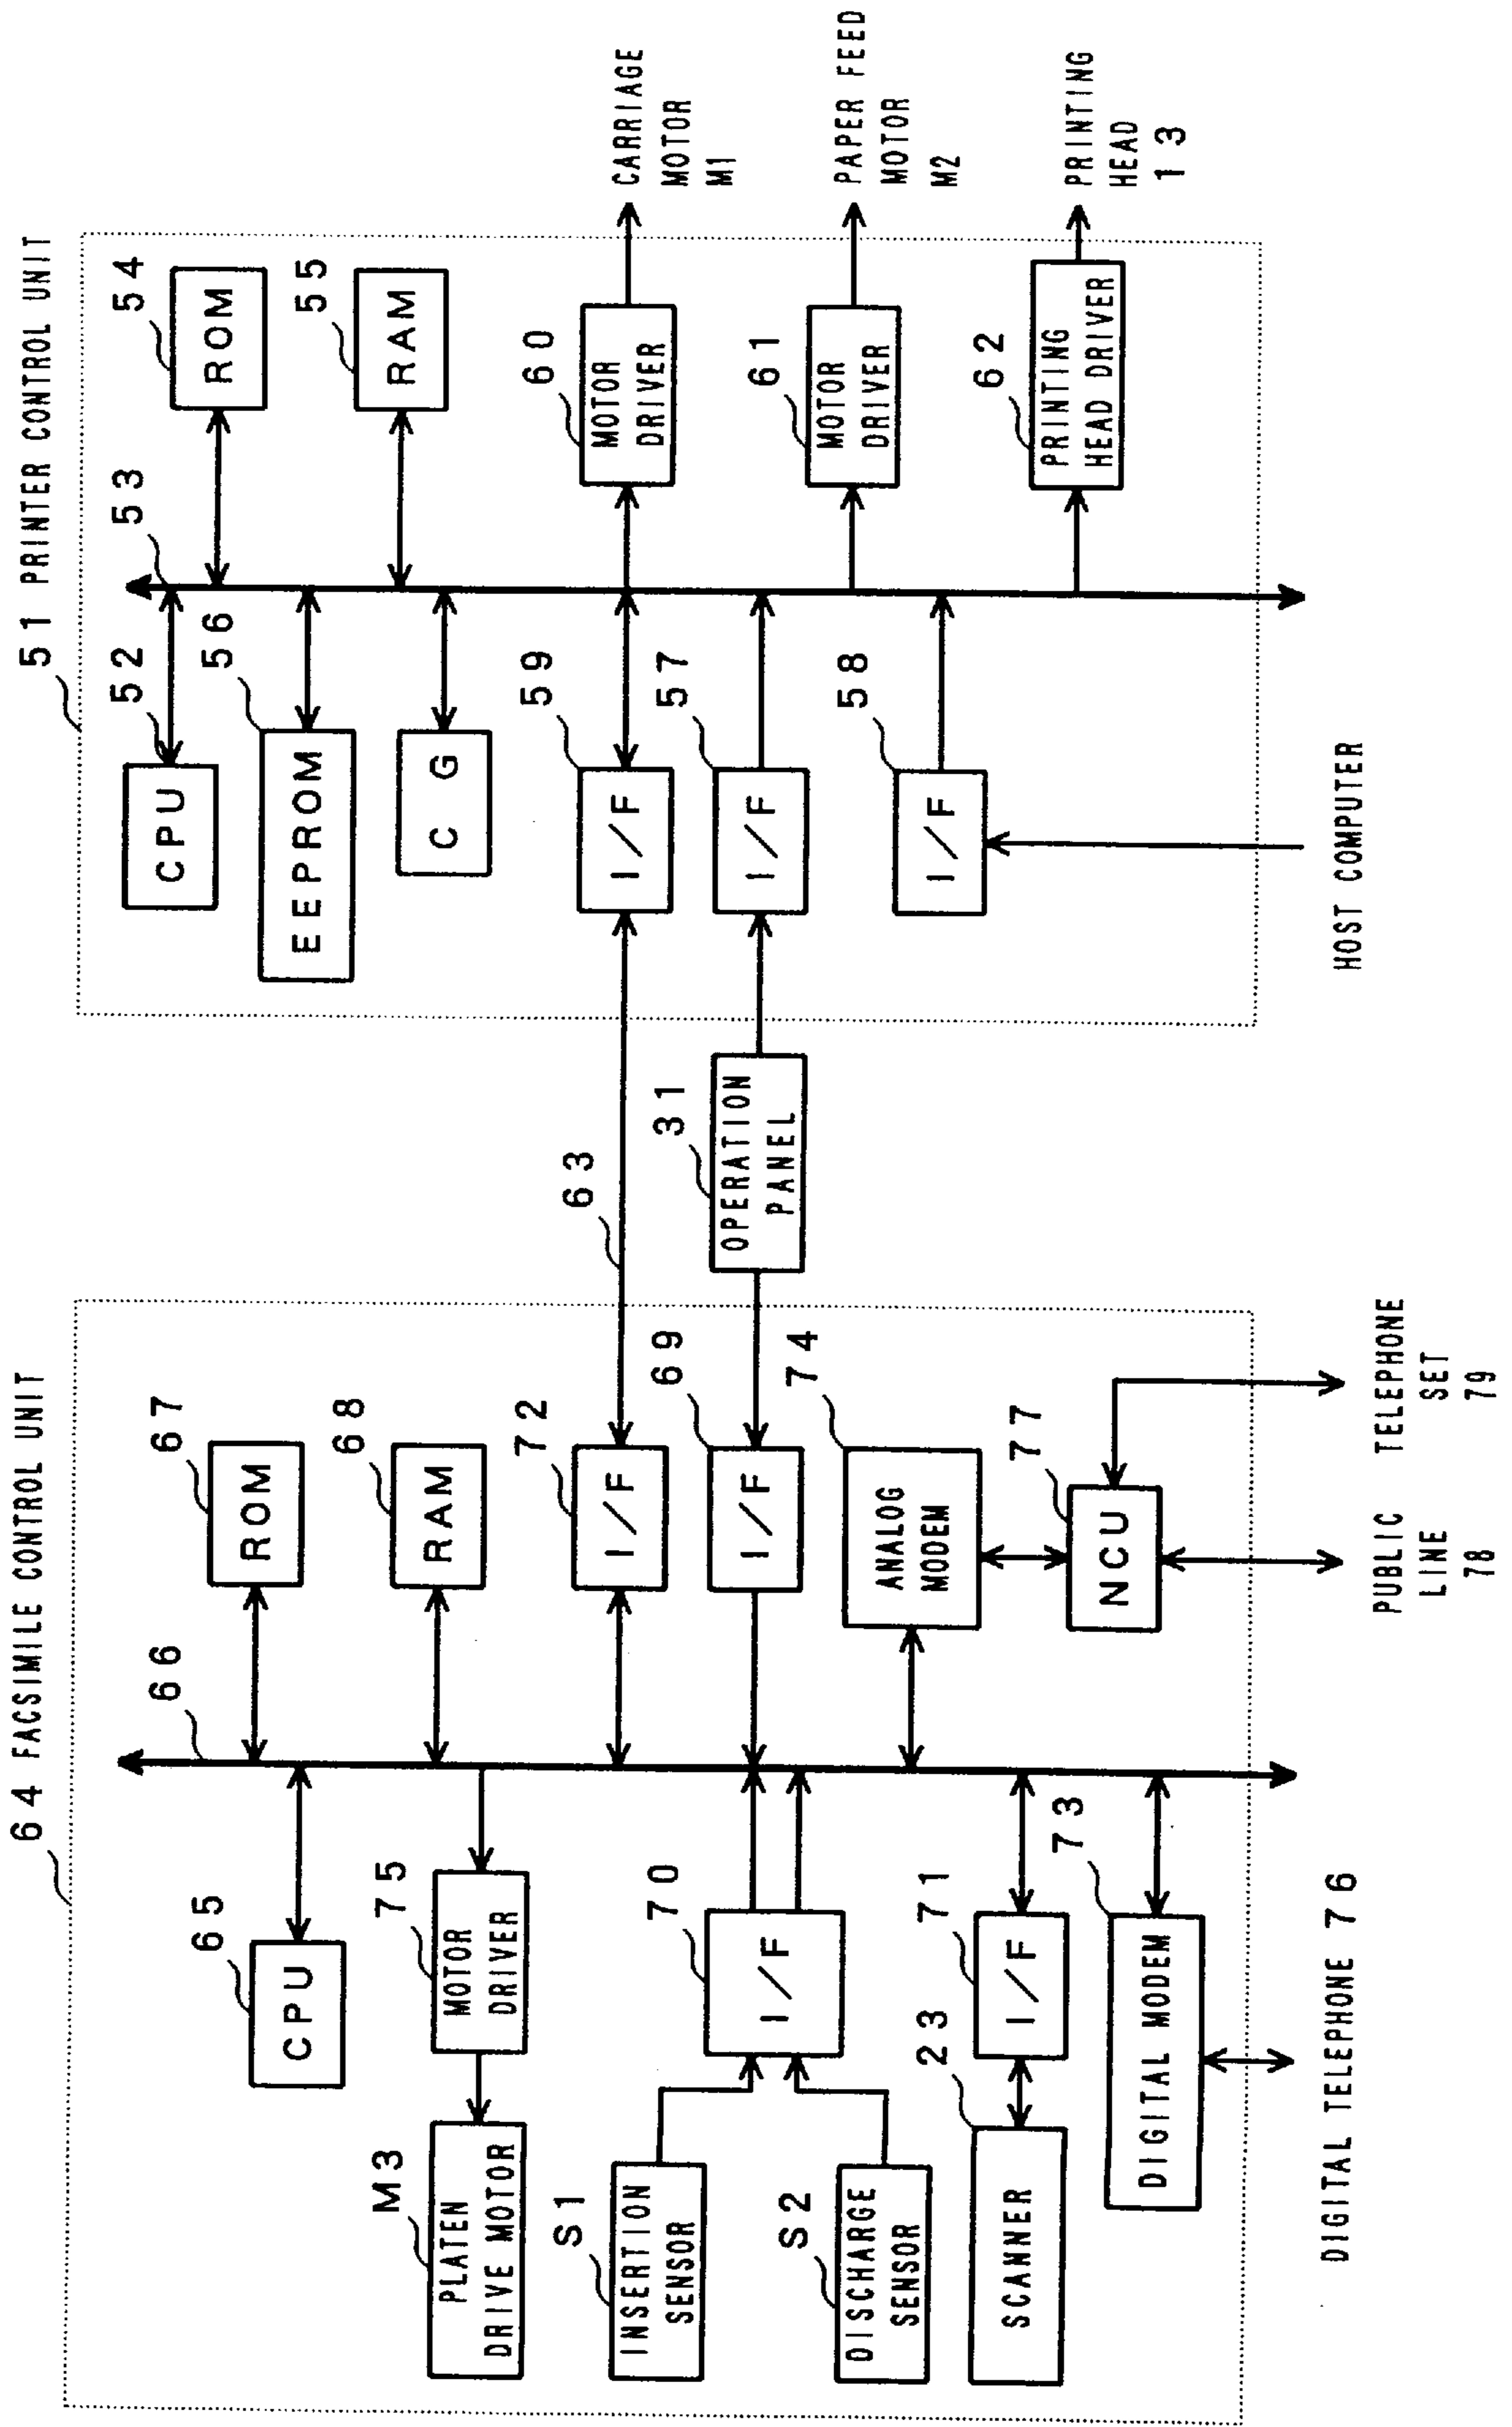 64 FACSIMILE CONTROL UNIT
66
67
ROM
65
CPU
68
RAM
75
MOTOR
DRIVER
M3
PLATEN
DRIVE MOTOR
72
I/F
69
I/F
70
I/F
S1
INSERTION
SENSOR
S2
DISCHARGE
SENSOR
74
ANALOG
MODEM
71
I/F
23
SCANNER
77
NCU
73
DIGITAL MODEM
DIGITAL TELEPHONE 76
PUBLIC
LINE
78
TELEPHONE
SET
79
63
31
OPERATION
PANEL
51 PRINTER CONTROL UNIT
53
54
ROM
52
CPU
55
RAM
56
EEPROM
C G
59
I/F
57
I/F
58
I/F
60
MOTOR
DRIVER
61
MOTOR
DRIVER
62
PRINTING
HEAD DRIVER
CARRIAGE
MOTOR
M1
PAPER FEED
MOTOR
M2
PRINTING
HEAD
13
HOST COMPUTER